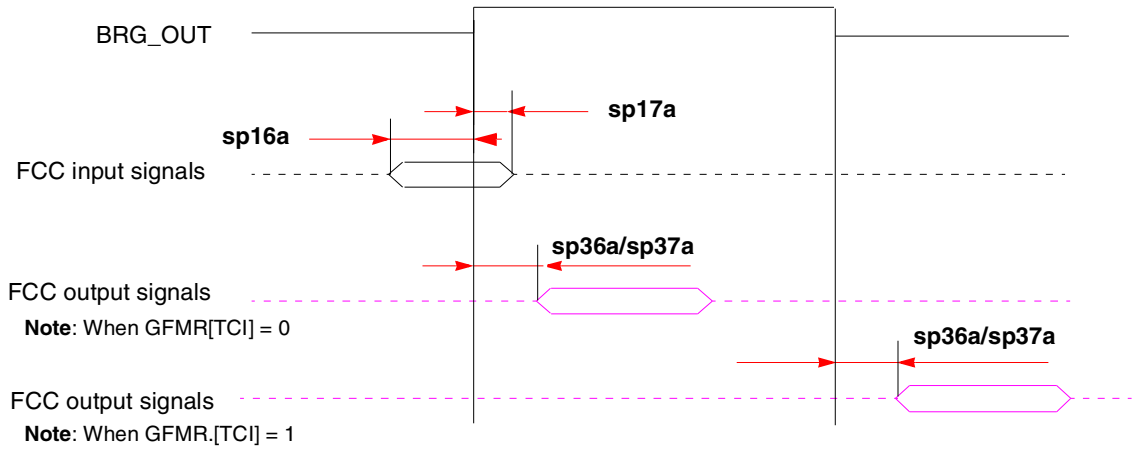 BRG_OUT
sp17a
sp16a
FCC input signals
sp36a/sp37a
FCC output signals
Note: When GFMR[TCI] = 0
sp36a/sp37a
FCC output signals
Note: When GFMR.[TCI] = 1